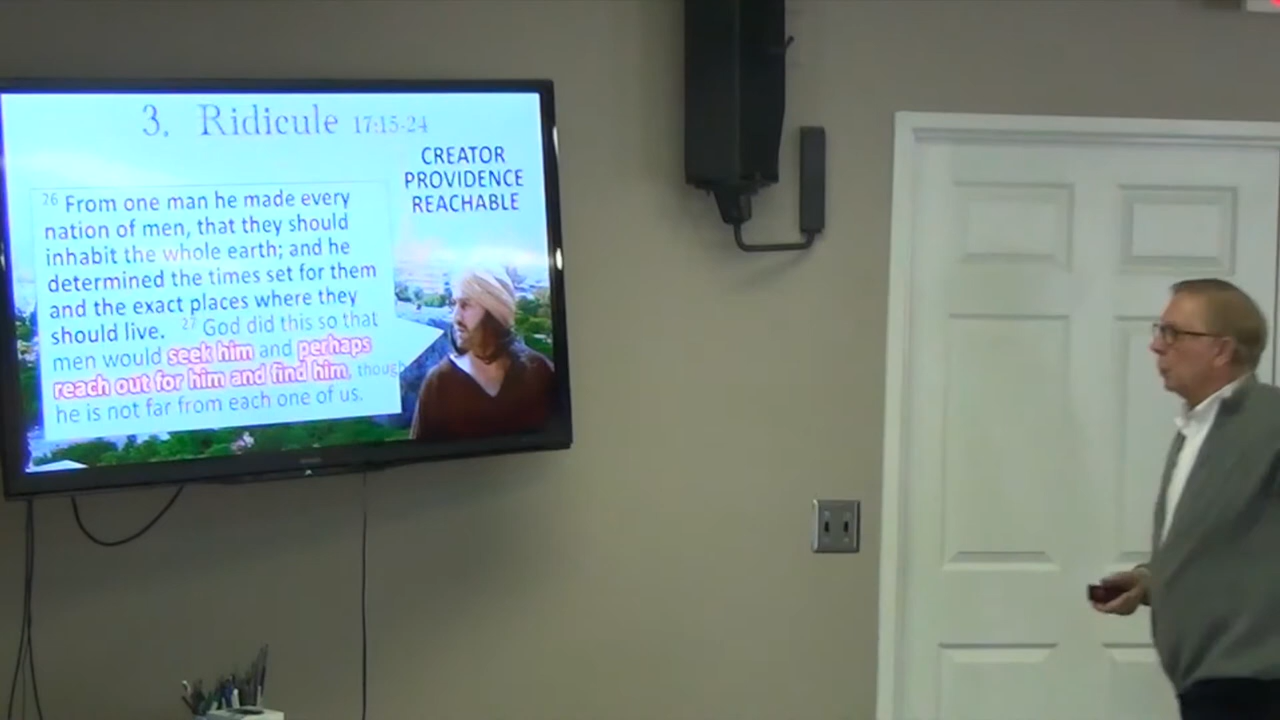 3. Ridicule 17:15-24
CREATOR
PROVIDENCE
REACHABLE
26 From one man he made every
nation of men, that they should
inhabit the whole earth; and he
determined the times set for them
and the exact places where they
should live. 27 God did this so that
men would seek him and perhaps
reach out for him and find him, though
he is not far from each one of us.